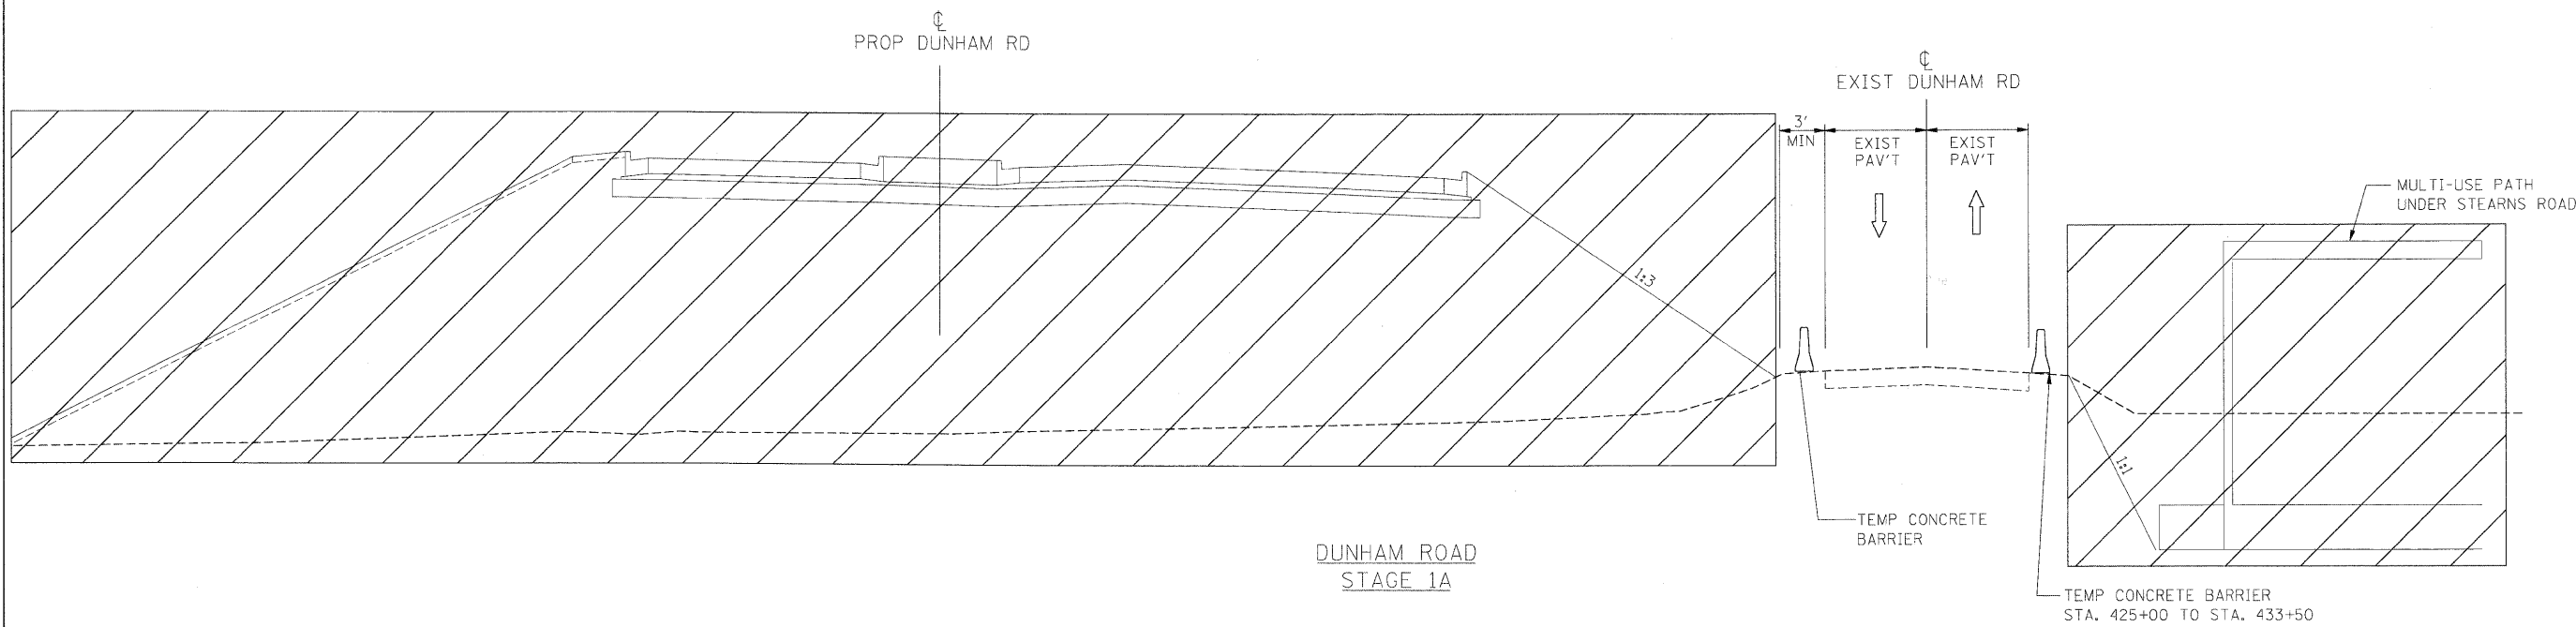 ℄
PROP DUNHAM RD
℄
EXIST DUNHAM RD
3'
MIN
EXIST
PAV'T
EXIST
PAV'T
MULTI-USE PATH
UNDER STEARNS ROAD
1:3
1:1
TEMP CONCRETE
BARRIER
DUNHAM ROAD
STAGE 1A
TEMP CONCRETE BARRIER
STA. 425+00 TO STA. 433+50